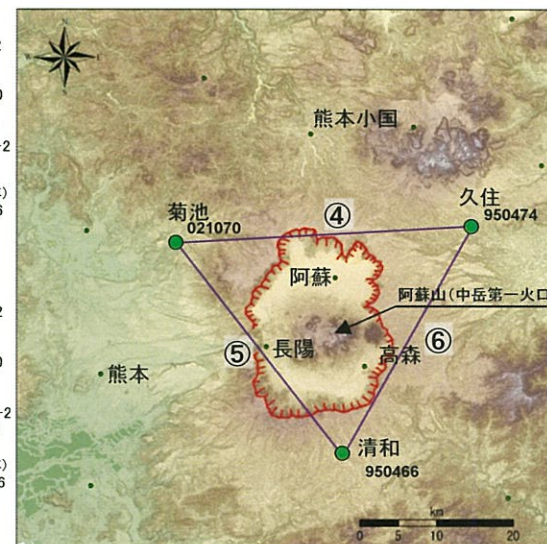 熊本小国
久住
950474
菊池
021070
④
阿蘇
阿蘇山(中岳第一火口
⑥
⑤
長陽
高森
熊本
清和
950466
km
0 5 10 20